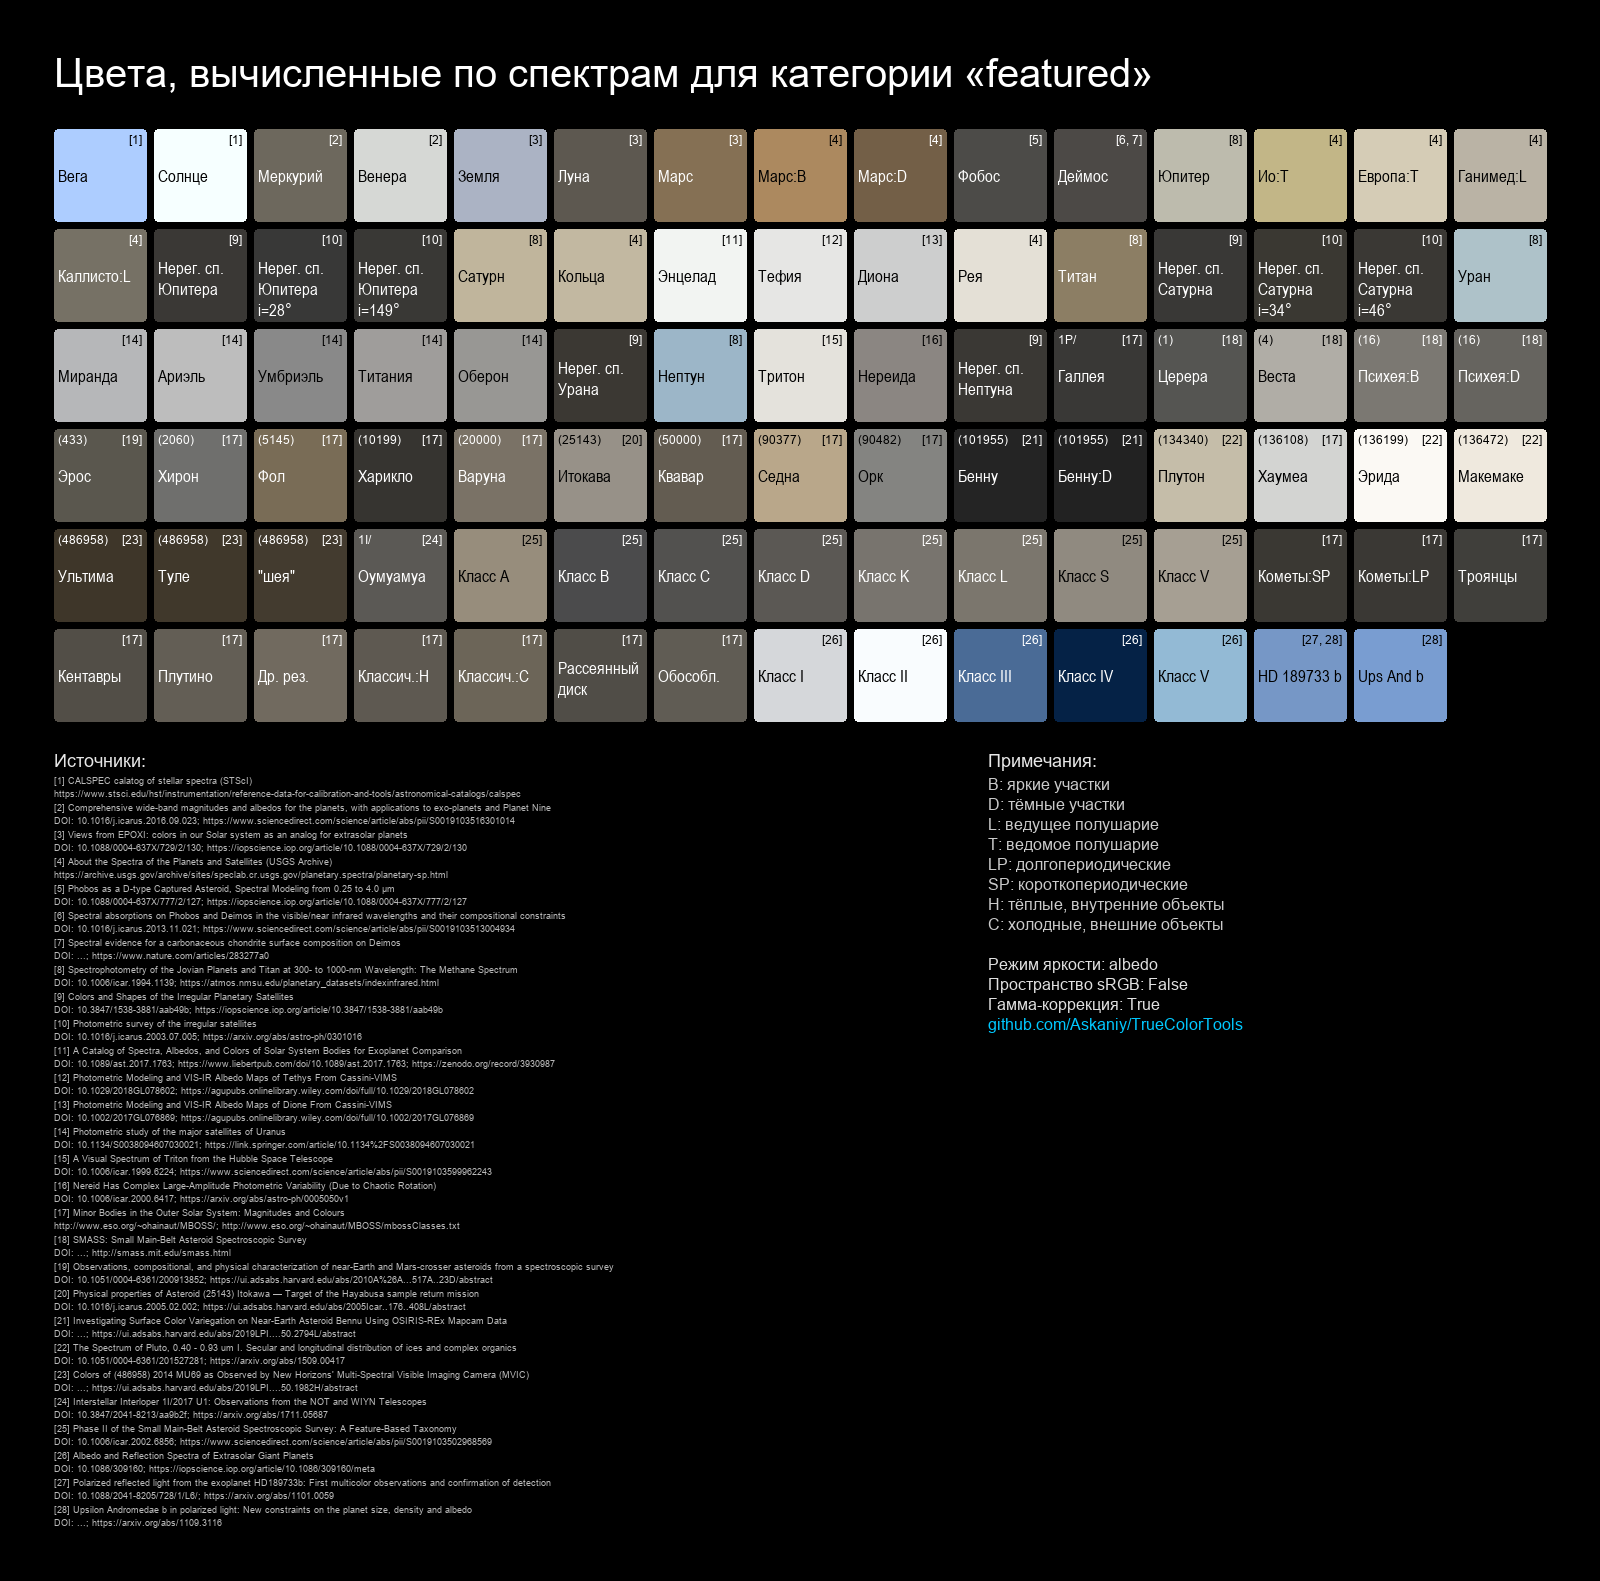 Цвета, вычисленные по спектрам для категории «featured»
[1] [1] [2] [2] [3] [3] [3] [4] [4] [5] [6, 7] [8] [4] [4] [4]
Вега Солнце Меркурий Венера Земля Луна Марс Марс:B Марс:D Фобос Деймос Юпитер Ио:T Европа:T Ганимед:L
[4] [9] [10] [10] [8] [4] [11] [12] [13] [4] [8] [9] [10] [10] [8]
Каллисто:L
Нерег. сп.
Юпитера
Нерег. сп.
Юпитера
i=28°
Нерег. сп.
Юпитера
i=149°
Сатурн Кольца Энцелад Тефия Диона Рея Титан
Нерег. сп.
Сатурна
Нерег. сп.
Сатурна
i=34°
Нерег. сп.
Сатурна
i=46°
Уран
[14] [14] [14] [14] [14] [9] [8] [15] [16] [9] 1P/ [17] (1) [18] (4) [18] (16) [18] (16) [18]
Миранда Ариэль Умбриэль Титания Оберон
Нерег. сп.
Урана
Нептун Тритон Нереида
Нерег. сп.
Нептуна
Галлея Церера Веста Психея:B Психея:D
(433) [19] (2060) [17] (5145) [17] (10199) [17] (20000) [17] (25143) [20] (50000) [17] (90377) [17] (90482) [17] (101955) [21] (101955) [21] (134340) [22] (136108) [17] (136199) [22] (136472) [22]
Эрос Хирон Фол Харикло Варуна Итокава Квавар Седна Орк Бенну Бенну:D Плутон Хаумеа Эрида Макемаке
(486958) [23] (486958) [23] (486958) [23] 1I/ [24] [25] [25] [25] [25] [25] [25] [25] [25] [17] [17] [17]
Ультима Туле "шея" Оумуамуа Класс A Класс B Класс C Класс D Класс K Класс L Класс S Класс V Кометы:SP Кометы:LP Троянцы
[17] [17] [17] [17] [17] [17] [17] [26] [26] [26] [26] [26] [27, 28] [28]
Кентавры Плутино Др. рез. Классич.:H Классич.:C
Рассеянный
диск
Обособл. Класс I Класс II Класс III Класс IV Класс V HD 189733 b Ups And b
Источники:
[1] CALSPEC calatog of stellar spectra (STScI)
https://www.stsci.edu/hst/instrumentation/reference-data-for-calibration-and-tools/astronomical-catalogs/calspec
[2] Comprehensive wide-band magnitudes and albedos for the planets, with applications to exo-planets and Planet Nine
DOI: 10.1016/j.icarus.2016.09.023; https://www.sciencedirect.com/science/article/abs/pii/S0019103516301014
[3] Views from EPOXI: colors in our Solar system as an analog for extrasolar planets
DOI: 10.1088/0004-637X/729/2/130; https://iopscience.iop.org/article/10.1088/0004-637X/729/2/130
[4] About the Spectra of the Planets and Satellites (USGS Archive)
https://archive.usgs.gov/archive/sites/speclab.cr.usgs.gov/planetary.spectra/planetary-sp.html
[5] Phobos as a D-type Captured Asteroid, Spectral Modeling from 0.25 to 4.0 μm
DOI: 10.1088/0004-637X/777/2/127; https://iopscience.iop.org/article/10.1088/0004-637X/777/2/127
[6] Spectral absorptions on Phobos and Deimos in the visible/near infrared wavelengths and their compositional constraints
DOI: 10.1016/j.icarus.2013.11.021; https://www.sciencedirect.com/science/article/abs/pii/S0019103513004934
[7] Spectral evidence for a carbonaceous chondrite surface composition on Deimos
DOI: ...; https://www.nature.com/articles/283277a0
[8] Spectrophotometry of the Jovian Planets and Titan at 300- to 1000-nm Wavelength: The Methane Spectrum
DOI: 10.1006/icar.1994.1139; https://atmos.nmsu.edu/planetary_datasets/indexinfrared.html
[9] Colors and Shapes of the Irregular Planetary Satellites
DOI: 10.3847/1538-3881/aab49b; https://iopscience.iop.org/article/10.3847/1538-3881/aab49b
[10] Photometric survey of the irregular satellites
DOI: 10.1016/j.icarus.2003.07.005; https://arxiv.org/abs/astro-ph/0301016
[11] A Catalog of Spectra, Albedos, and Colors of Solar System Bodies for Exoplanet Comparison
DOI: 10.1089/ast.2017.1763; https://www.liebertpub.com/doi/10.1089/ast.2017.1763; https://zenodo.org/record/3930987
[12] Photometric Modeling and VIS-IR Albedo Maps of Tethys From Cassini-VIMS
DOI: 10.1029/2018GL078602; https://agupubs.onlinelibrary.wiley.com/doi/full/10.1029/2018GL078602
[13] Photometric Modeling and VIS-IR Albedo Maps of Dione From Cassini-VIMS
DOI: 10.1002/2017GL076869; https://agupubs.onlinelibrary.wiley.com/doi/full/10.1002/2017GL076869
[14] Photometric study of the major satellites of Uranus
DOI: 10.1134/S0038094607030021; https://link.springer.com/article/10.1134%2FS0038094607030021
[15] A Visual Spectrum of Triton from the Hubble Space Telescope
DOI: 10.1006/icar.1999.6224; https://www.sciencedirect.com/science/article/abs/pii/S0019103599962243
[16] Nereid Has Complex Large-Amplitude Photometric Variability (Due to Chaotic Rotation)
DOI: 10.1006/icar.2000.6417; https://arxiv.org/abs/astro-ph/0005050v1
[17] Minor Bodies in the Outer Solar System: Magnitudes and Colours
http://www.eso.org/~ohainaut/MBOSS/; http://www.eso.org/~ohainaut/MBOSS/mbossClasses.txt
[18] SMASS: Small Main-Belt Asteroid Spectroscopic Survey
DOI: ...; http://smass.mit.edu/smass.html
[19] Observations, compositional, and physical characterization of near-Earth and Mars-crosser asteroids from a spectroscopic survey
DOI: 10.1051/0004-6361/200913852; https://ui.adsabs.harvard.edu/abs/2010A%26A...517A..23D/abstract
[20] Physical properties of Asteroid (25143) Itokawa — Target of the Hayabusa sample return mission
DOI: 10.1016/j.icarus.2005.02.002; https://ui.adsabs.harvard.edu/abs/2005Icar..176..408L/abstract
[21] Investigating Surface Color Variegation on Near-Earth Asteroid Bennu Using OSIRIS-REx Mapcam Data
DOI: ...; https://ui.adsabs.harvard.edu/abs/2019LPI....50.2794L/abstract
[22] The Spectrum of Pluto, 0.40 - 0.93 um I. Secular and longitudinal distribution of ices and complex organics
DOI: 10.1051/0004-6361/201527281; https://arxiv.org/abs/1509.00417
[23] Colors of (486958) 2014 MU69 as Observed by New Horizons' Multi-Spectral Visible Imaging Camera (MVIC)
DOI: ...; https://ui.adsabs.harvard.edu/abs/2019LPI....50.1982H/abstract
[24] Interstellar Interloper 1I/2017 U1: Observations from the NOT and WIYN Telescopes
DOI: 10.3847/2041-8213/aa9b2f; https://arxiv.org/abs/1711.05687
[25] Phase II of the Small Main-Belt Asteroid Spectroscopic Survey: A Feature-Based Taxonomy
DOI: 10.1006/icar.2002.6856; https://www.sciencedirect.com/science/article/abs/pii/S0019103502968569
[26] Albedo and Reflection Spectra of Extrasolar Giant Planets
DOI: 10.1086/309160; https://iopscience.iop.org/article/10.1086/309160/meta
[27] Polarized reflected light from the exoplanet HD189733b: First multicolor observations and confirmation of detection
DOI: 10.1088/2041-8205/728/1/L6/; https://arxiv.org/abs/1101.0059
[28] Upsilon Andromedae b in polarized light: New constraints on the planet size, density and albedo
DOI: ...; https://arxiv.org/abs/1109.3116
Примечания:
B: яркие участки
D: тёмные участки
L: ведущее полушарие
T: ведомое полушарие
LP: долгопериодические
SP: короткопериодические
H: тёплые, внутренние объекты
C: холодные, внешние объекты
Режим яркости: albedo
Пространство sRGB: False
Гамма-коррекция: True
github.com/Askaniy/TrueColorTools